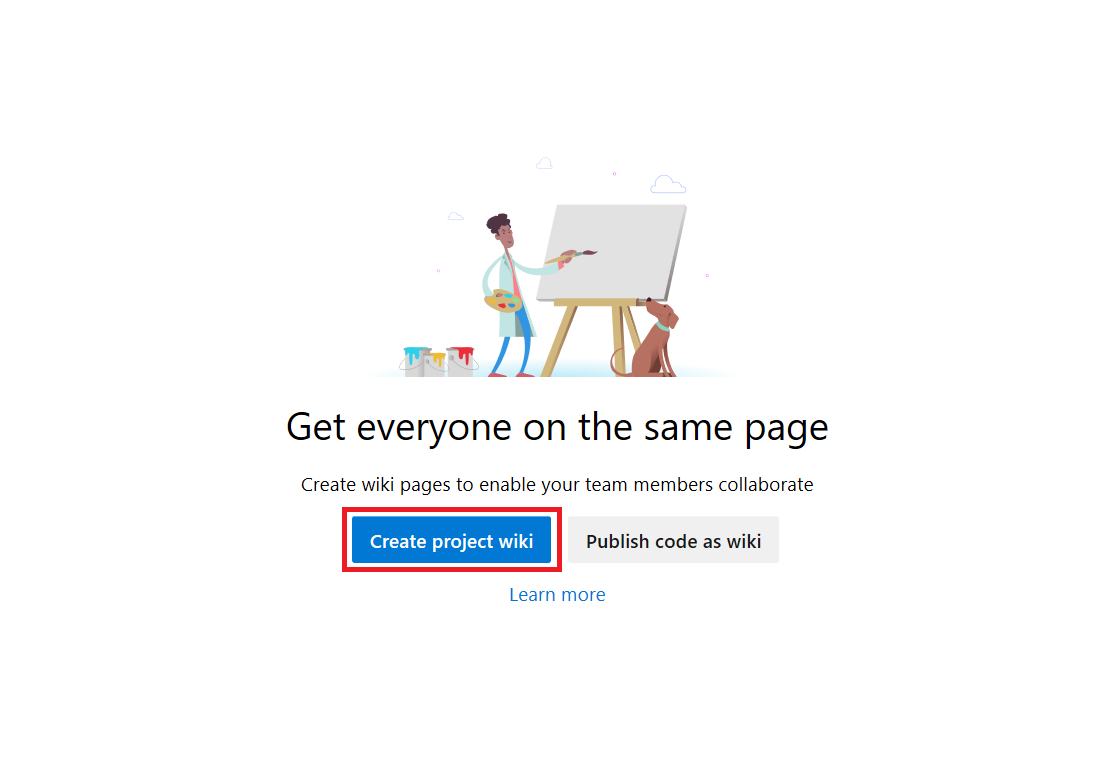 Get everyone on the same page
Create wiki pages to enable your team members collaborate
Create project wiki
Publish code as wiki
Learn more